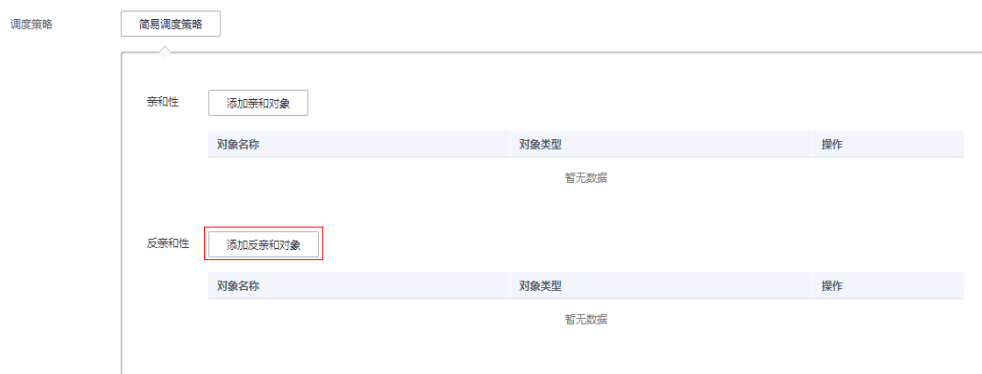 调度策略 简易调度策略
亲和性 添加亲和对象
对象名称 对象类型 操作
暂无数据
反亲和性 添加反亲和对象
对象名称 对象类型 操作
暂无数据